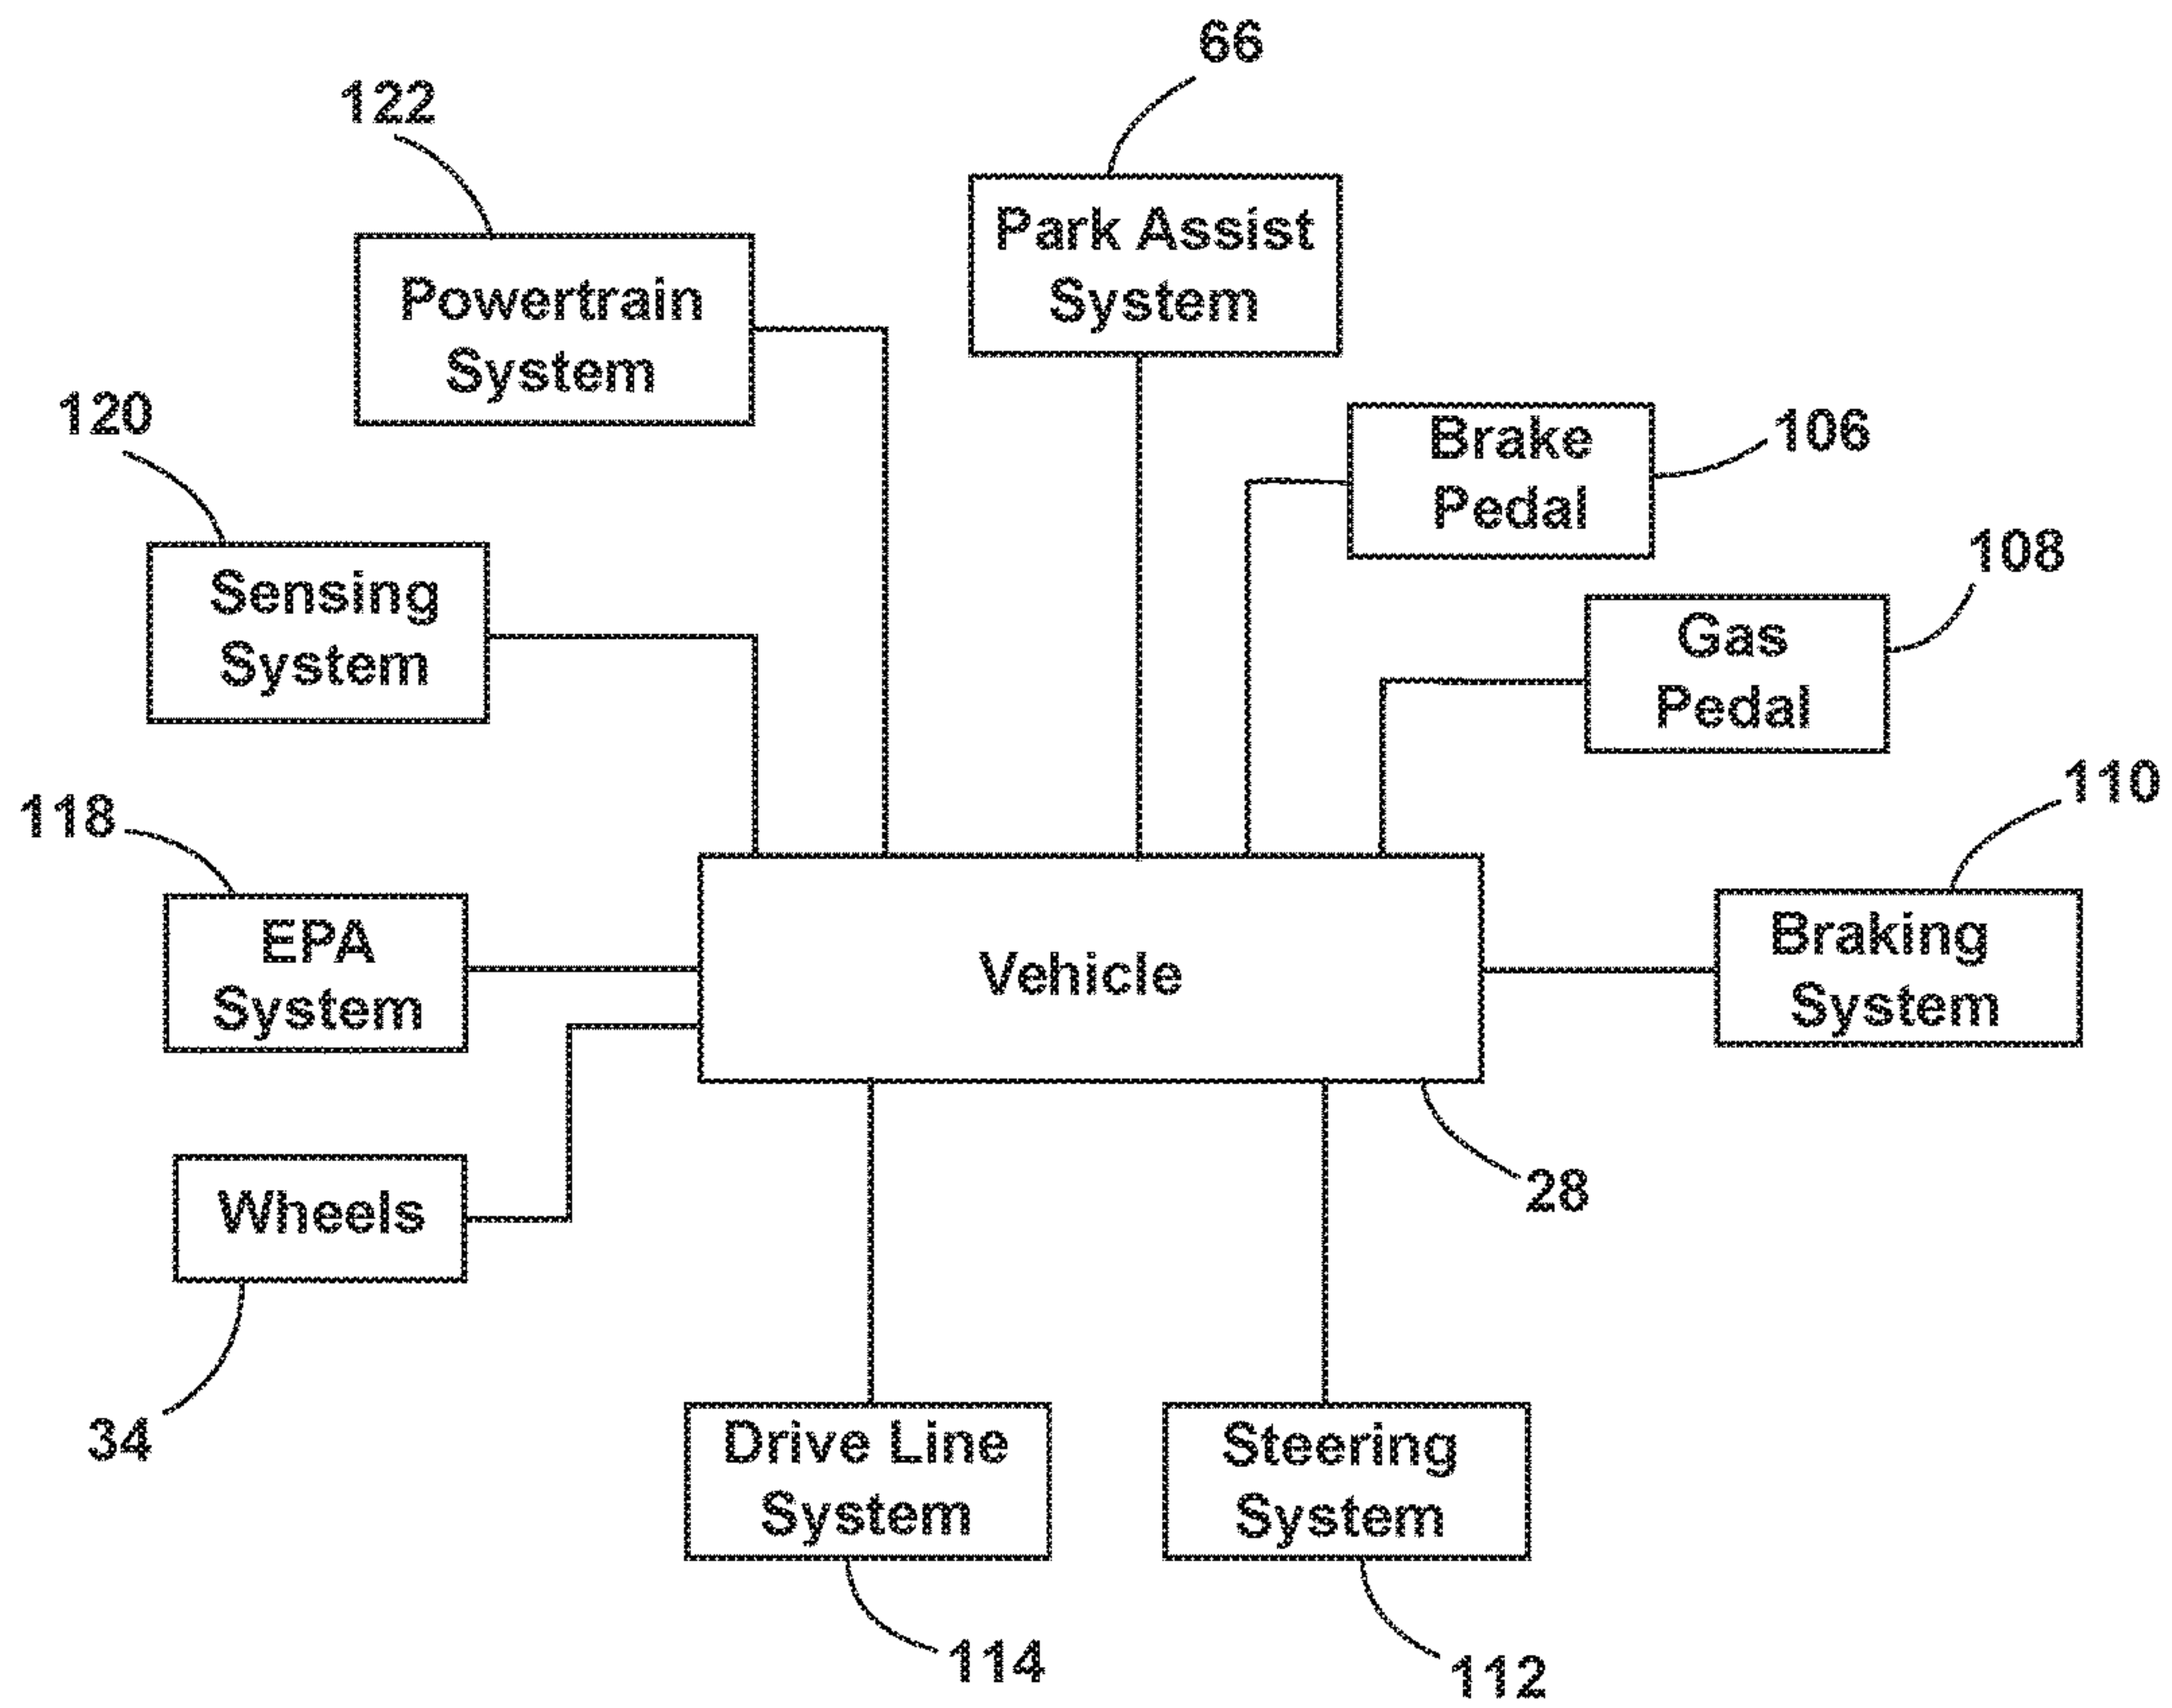 66
122
Park Assist
System
Powertrain
System
120
Brake
Pedal
106
108
Sensing
System
Gas
Pedal
110
118
EPA
System
Vehicle
Braking
System
Wheels
28
34
Drive Line
System
Steering
System
114
112